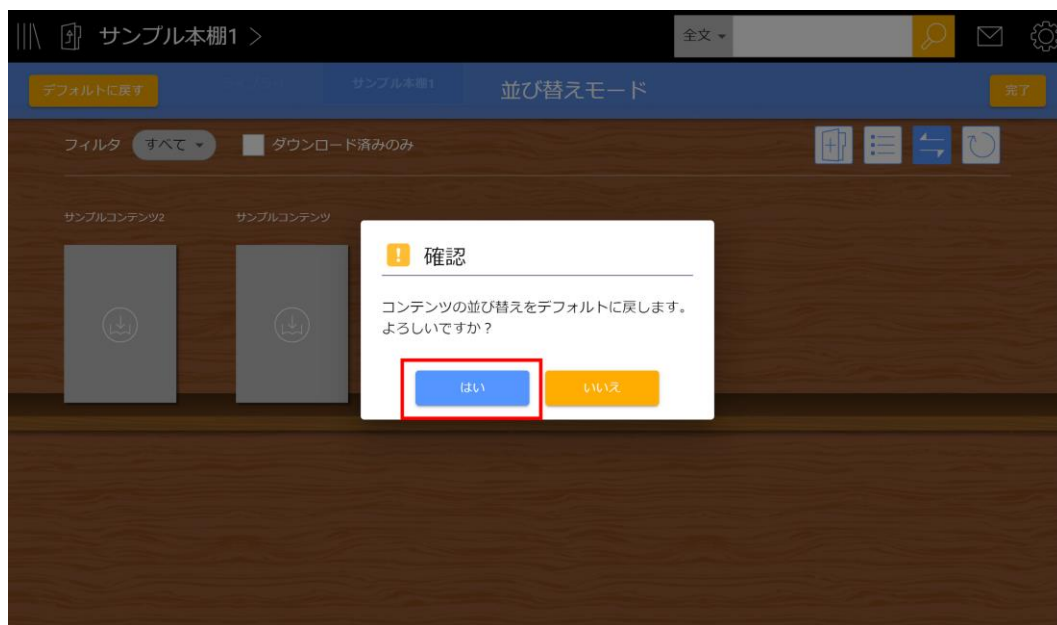 サンプル本棚1 >
全文
デフォルトに戻す
サンプル本棚1
並び替えモード
完了
フィルタ
すべて
ダウンロード済みのみ
サンプルコンテンツ2
サンプルコンテンツ
確認
コンテンツの並び替えをデフォルトに戻します。
よろしいですか?
はい
いいえ